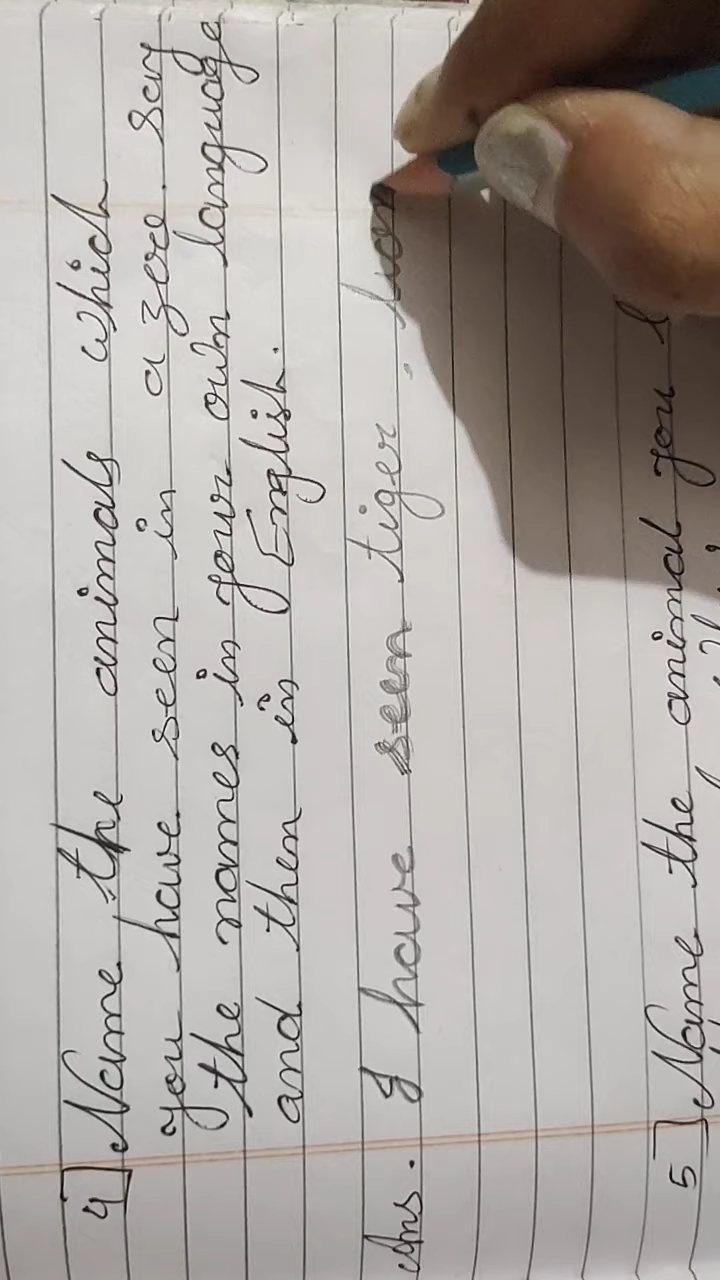 4] Name the animals which
you have seen in a zere. say
the names in your own language
and then in English.
Ans. I have seen tiger, lion
5] Name the animal you